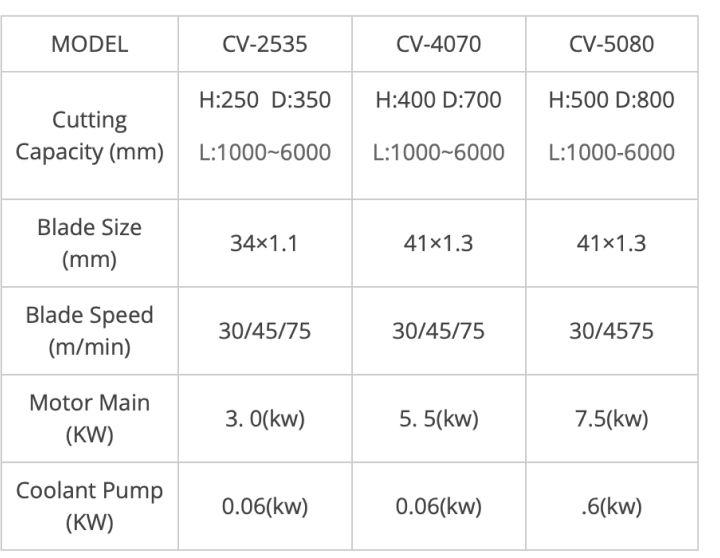 MODEL CV-2535 CV-4070 CV-5080
Cutting Capacity (mm) H:250 D:350 H:400 D:700 H:500 D:800
L:1000~6000 L:1000~6000 L:1000-6000
Blade Size (mm) 34×1.1 41×1.3 41×1.3
Blade Speed (m/min) 30/45/75 30/45/75 30/4575
Motor Main (KW) 3. 0(kw) 5. 5(kw) 7.5(kw)
Coolant Pump (KW) 0.06(kw) 0.06(kw) .6(kw)